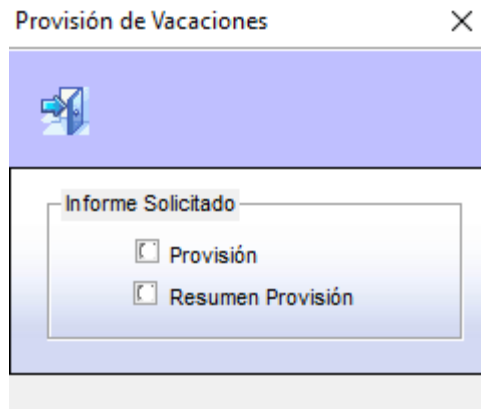 Provisión de Vacaciones
Informe Solicitado
Provisión
Resumen Provisión